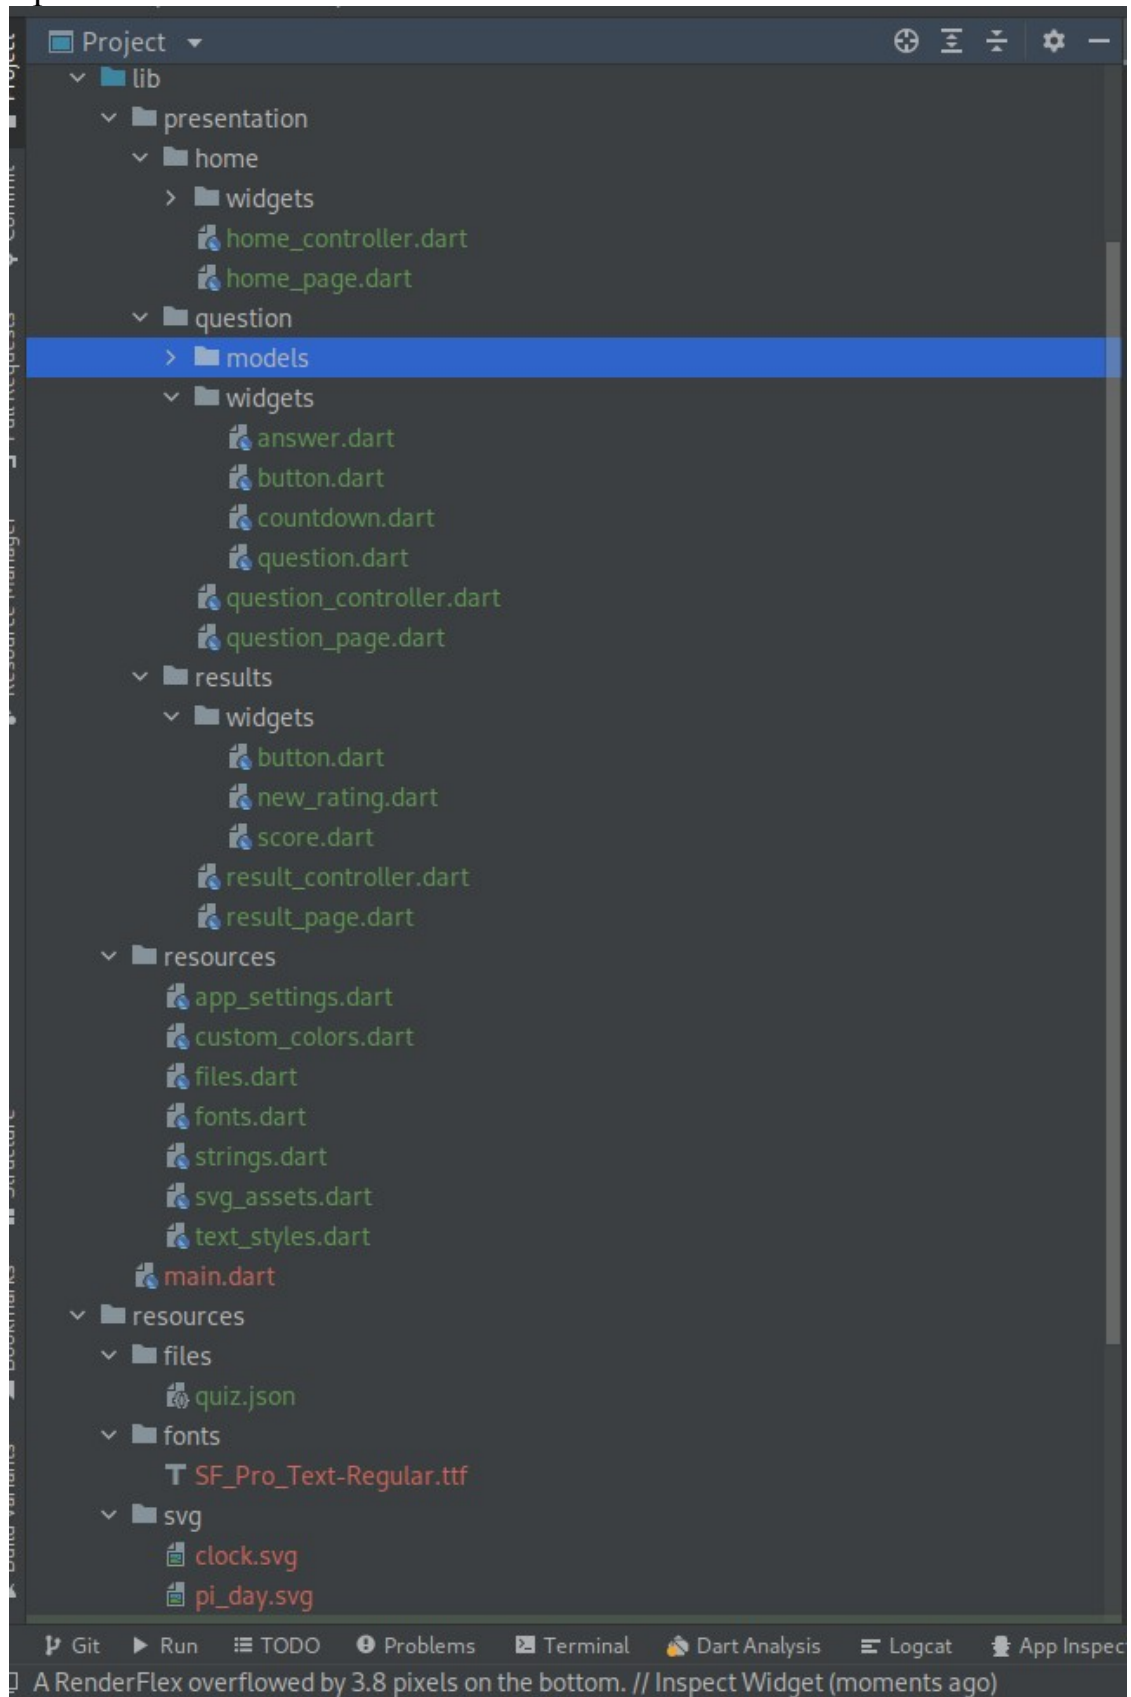 Project
lib
presentation
home
widgets
home_controller.dart
home_page.dart
question
models
widgets
answer.dart
button.dart
countdown.dart
question.dart
question_controller.dart
question_page.dart
results
widgets
button.dart
new_rating.dart
score.dart
result_controller.dart
result_page.dart
resources
app_settings.dart
custom_colors.dart
files.dart
fonts.dart
strings.dart
svg_assets.dart
text_styles.dart
main.dart
resources
files
quiz.json
fonts
SF_Pro_Text-Regular.ttf
svg
clock.svg
pi_day.svg
Git Run TODO Problems Terminal Dart Analysis Logcat App Inspec
A RenderFlex overflowed by 3.8 pixels on the bottom. // Inspect Widget (moments ago)